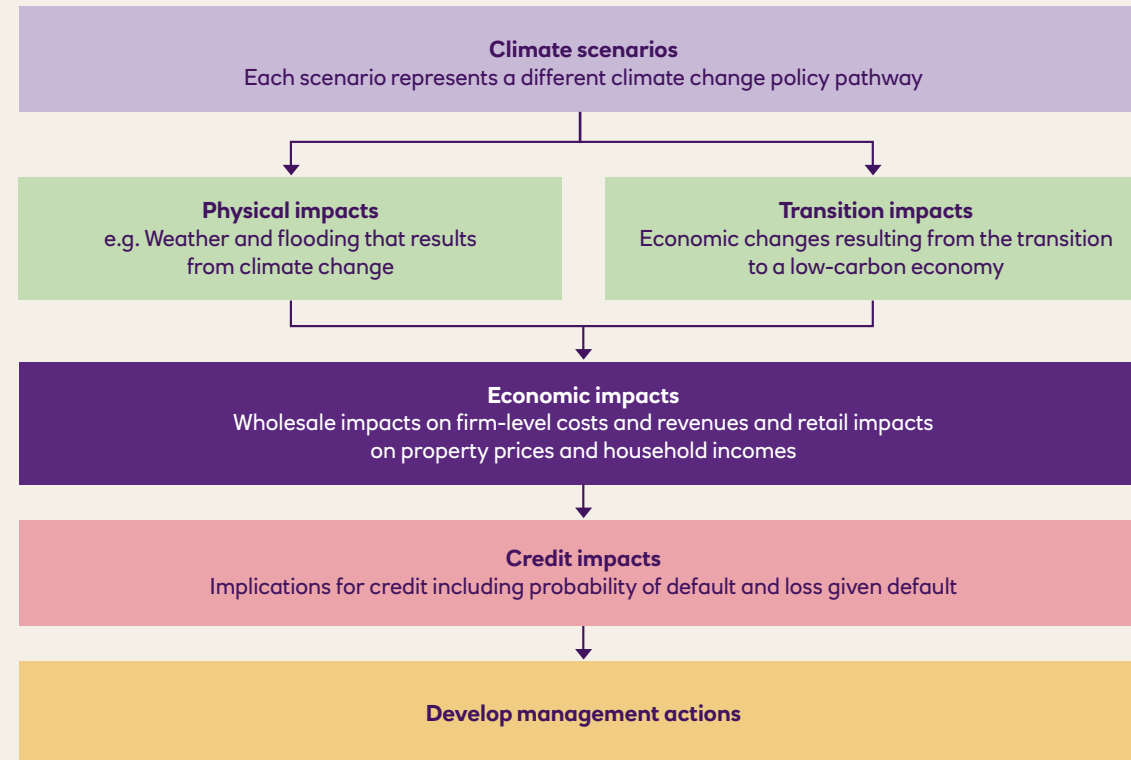 Climate scenarios
Each scenario represents a different climate change policy pathway
Physical impacts
e.g. Weather and flooding that results
from climate change
Transition impacts
Economic changes resulting from the transition
to a low-carbon economy
Economic impacts
Wholesale impacts on firm-level costs and revenues and retail impacts
on property prices and household incomes
Credit impacts
Implications for credit including probability of default and loss given default
Develop management actions